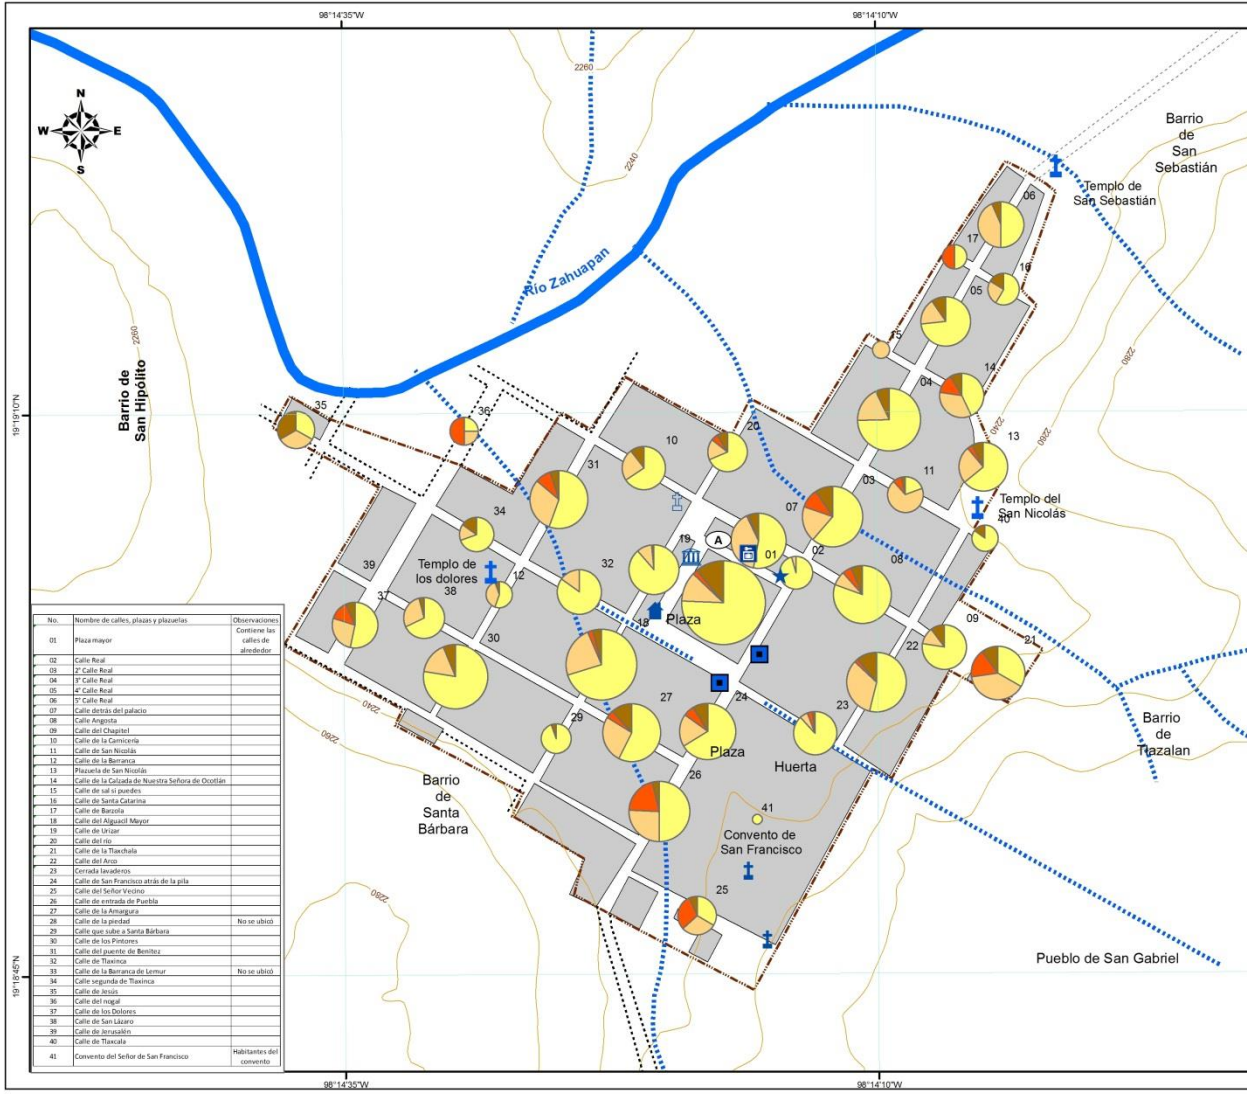 98°14'35"W
98°14'10"W
2260
Barrio
de
San
Sebastián
N
W E
S
2240
Templo de
San Sebastián
06
17
16
Río Zahuapan
05
2260
2280
15
14
04
Barrio de
San Hipólito
19°19'10"N
35
36
20
2240
2260
13
10
31
03
11
Templo del
San Nicolás
40
34
07
A
19
02
01
08
Templo de
los dolores
39
32
12
38
37
18
Plaza
09
21
30
22
27
24
23
2240
29
Plaza
Huerta
Barrio
de
Tlazalan
2260
26
Barrio
de
Santa
Bárbara
41
Convento de
San Francisco
2280
25
Pueblo de San Gabriel
19°18'45"N
98°14'35"W
98°14'10"W
No. Nombre de calles, plazas y plazuelas Observaciones
01 Plaza mayor Contiene las calles de alrededor
02 Calle Real
03 2° Calle Real
04 3° Calle Real
05 4° Calle Real
06 5° Calle Real
07 Calle detrás del palacio
08 Calle Angosta
09 Calle del Chapitel
10 Calle de la Carnicería
11 Calle de San Nicolás
12 Calle de la Barranca
13 Plazuela de San Nicolás
14 Calle de la Calzada de Nuestra Señora de Ocotlán
15 Calle de sal si puedes
16 Calle de Santa Catarina
17 Calle de Barzola
18 Calle del Alguacil Mayor
19 Calle de Urizar
20 Calle del río
21 Calle de la Tlaxchala
22 Calle del Arco
23 Cerrada lavaderos
24 Calle de San Francisco atrás de la pila
25 Calle del Señor Vecino
26 Calle de entrada de Puebla
27 Calle de la Amargura
28 Calle de la piedad No se ubicó
29 Calle que sube a Santa Bárbara
30 Calle de los Pintores
31 Calle del puente de Benitez
32 Calle de Tlaxinca
33 Calle de la Barranca de Lemur No se ubicó
34 Calle segunda de Tlaxinca
35 Calle de Jesús
36 Calle del nogal
37 Calle de los Dolores
38 Calle de San Lázaro
39 Calle de Jerusalén
40 Calle de Tlaxcala
41 Convento del Señor de San Francisco Habitantes del convento